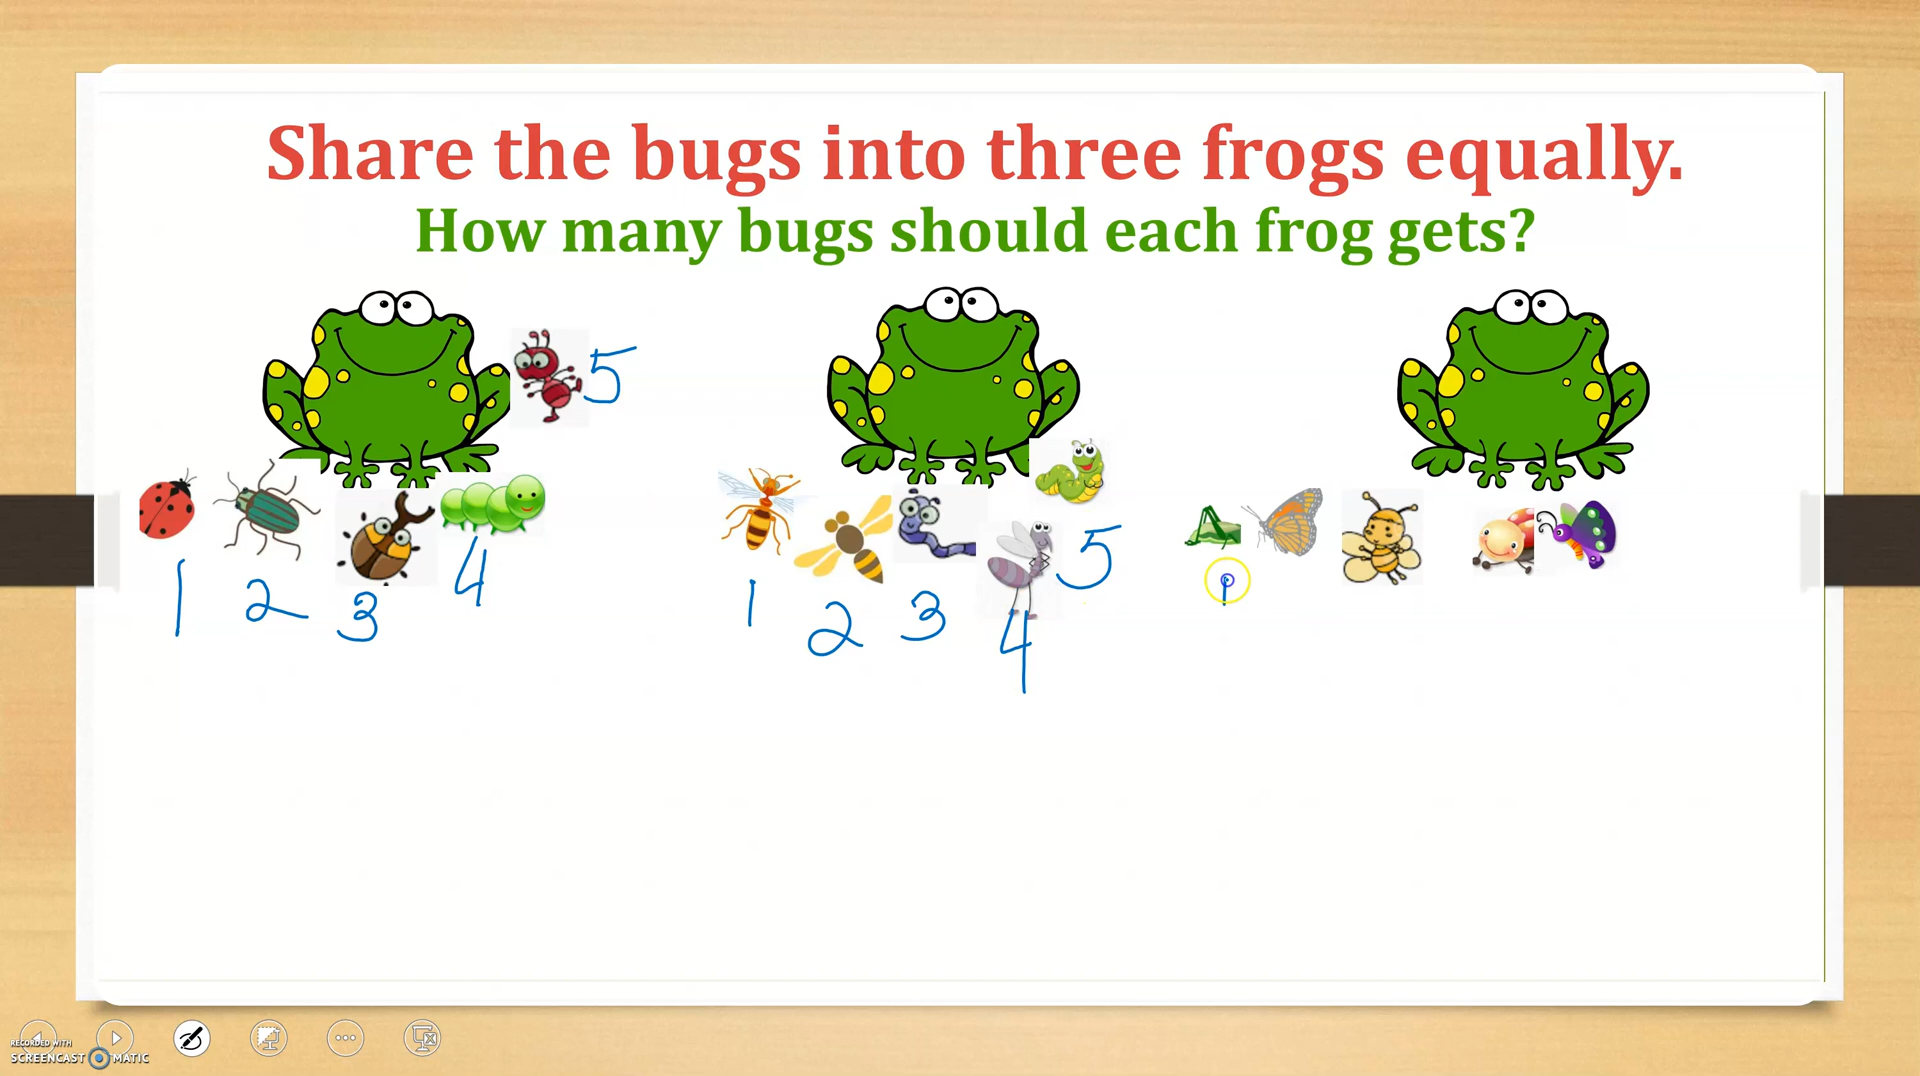 Share the bugs into three frogs equally.
How many bugs should each frog gets?
5
1 2 3 4
1 2 3 4 5
1
RECORDED WITH
SCREENCAST MATIC